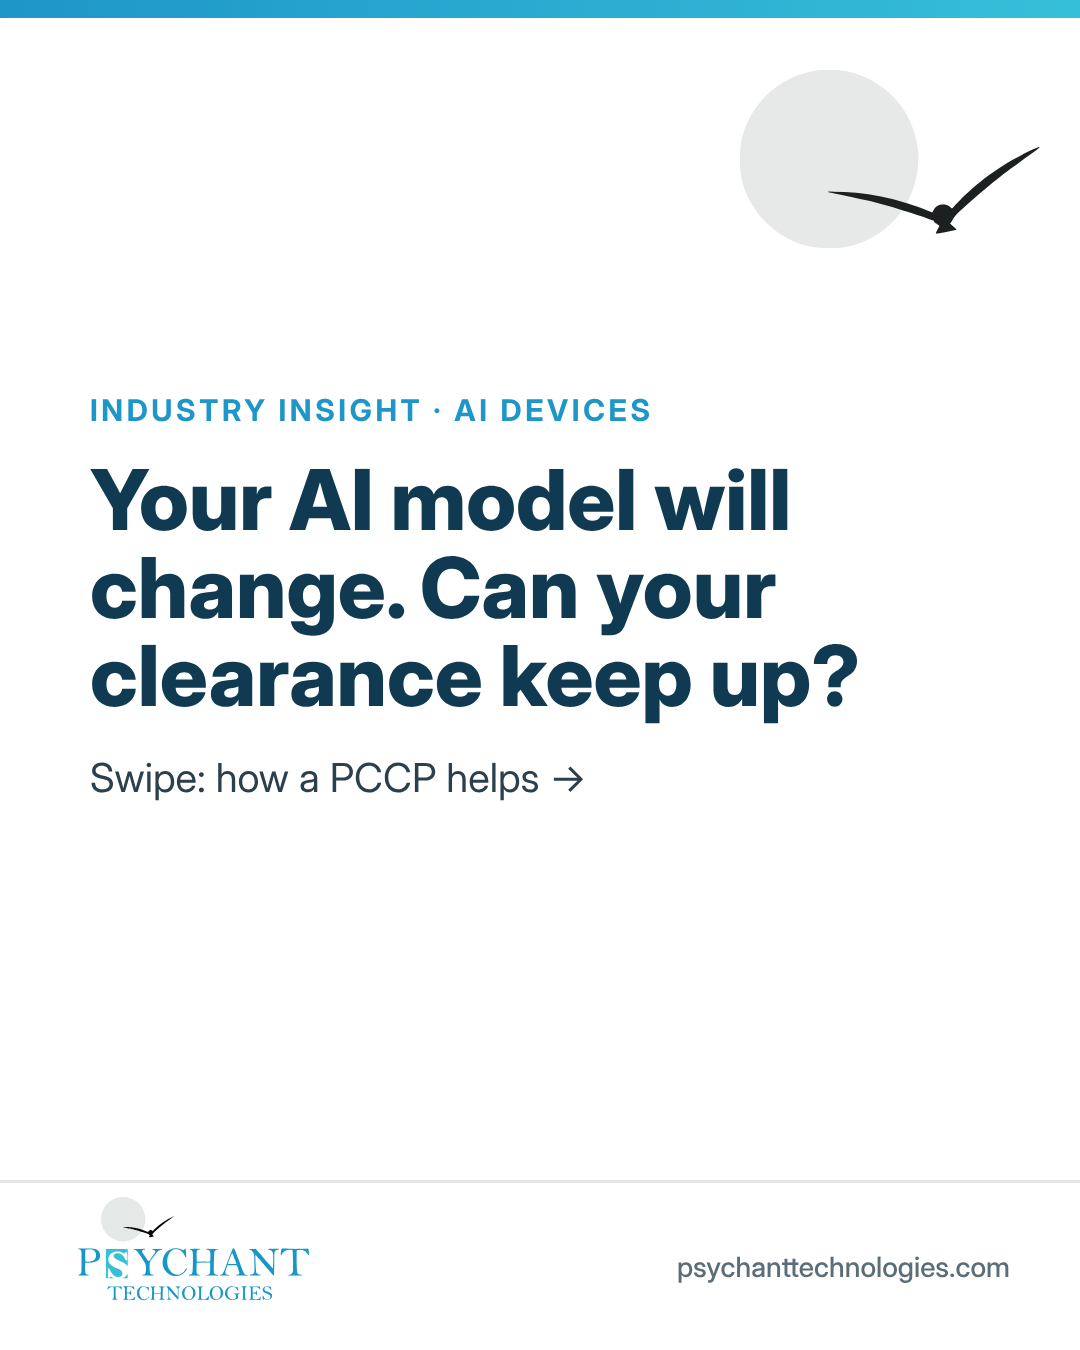 INDUSTRY INSIGHT · AI DEVICES
Your AI model will
change. Can your
clearance keep up?
Swipe: how a PCCP helps →
PSYCHANT
TECHNOLOGIES
psychanttechnologies.com